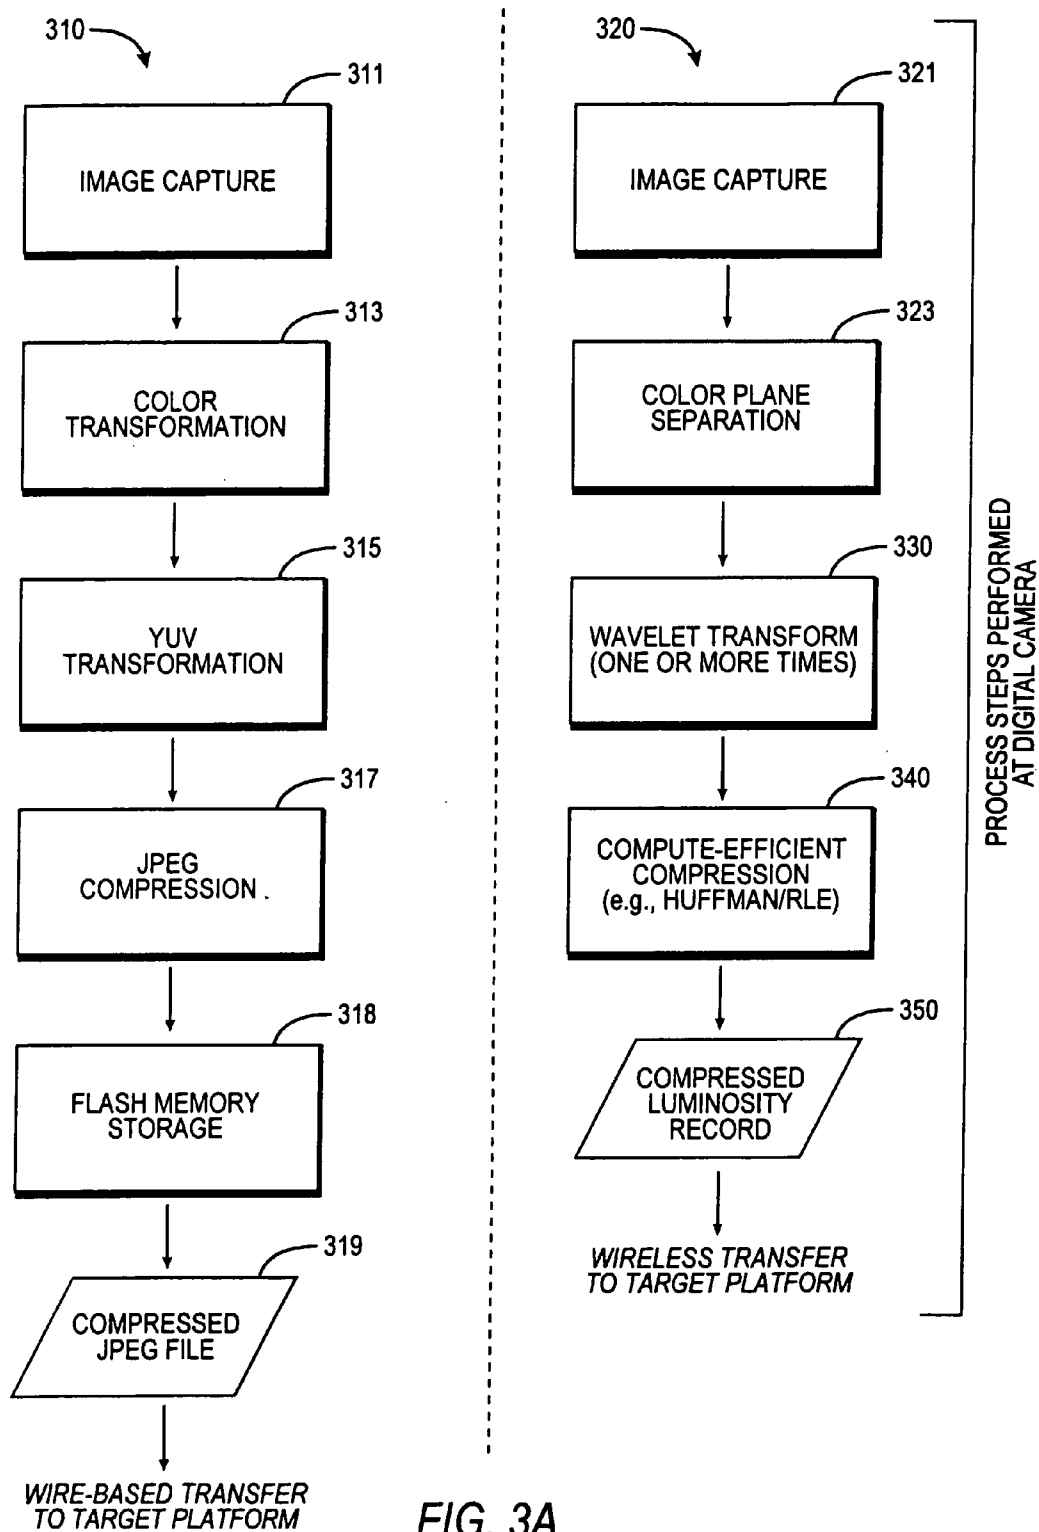 310
311
IMAGE CAPTURE
313
COLOR
TRANSFORMATION
315
YUV
TRANSFORMATION
317
JPEG
COMPRESSION
318
FLASH MEMORY
STORAGE
319
COMPRESSED
JPEG FILE
WIRE-BASED TRANSFER
TO TARGET PLATFORM
320
321
IMAGE CAPTURE
323
COLOR PLANE
SEPARATION
330
WAVELET TRANSFORM
(ONE OR MORE TIMES)
340
COMPUTE-EFFICIENT
COMPRESSION
(e.g., HUFFMAN/RLE)
350
COMPRESSED
LUMINOSITY
RECORD
WIRELESS TRANSFER
TO TARGET PLATFORM
PROCESS STEPS PERFORMED
AT DIGITAL CAMERA
FIG. 3A